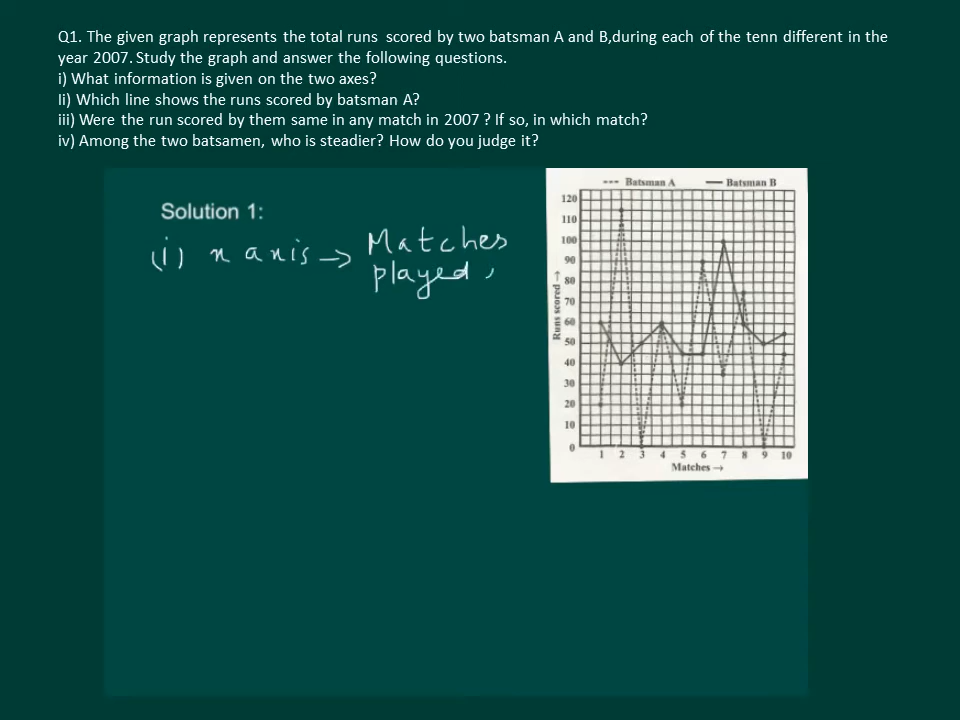 Q1. The given graph represents the total runs scored by two batsman A and B,during each of the tenn different in the
year 2007. Study the graph and answer the following questions.
i) What information is given on the two axes?
Ii) Which line shows the runs scored by batsman A?
iii) Were the run scored by them same in any match in 2007 ? If so, in which match?
iv) Among the two batsamen, who is steadier? How do you judge it?
Solution 1:
(i) x axis → Matches
played,
--- Batsman A — Batsman B
120
110
100
90
80
70
60
50
40
30
20
10
0
Runs scored →
1 2 3 4 5 6 7 8 9 10
Matches →